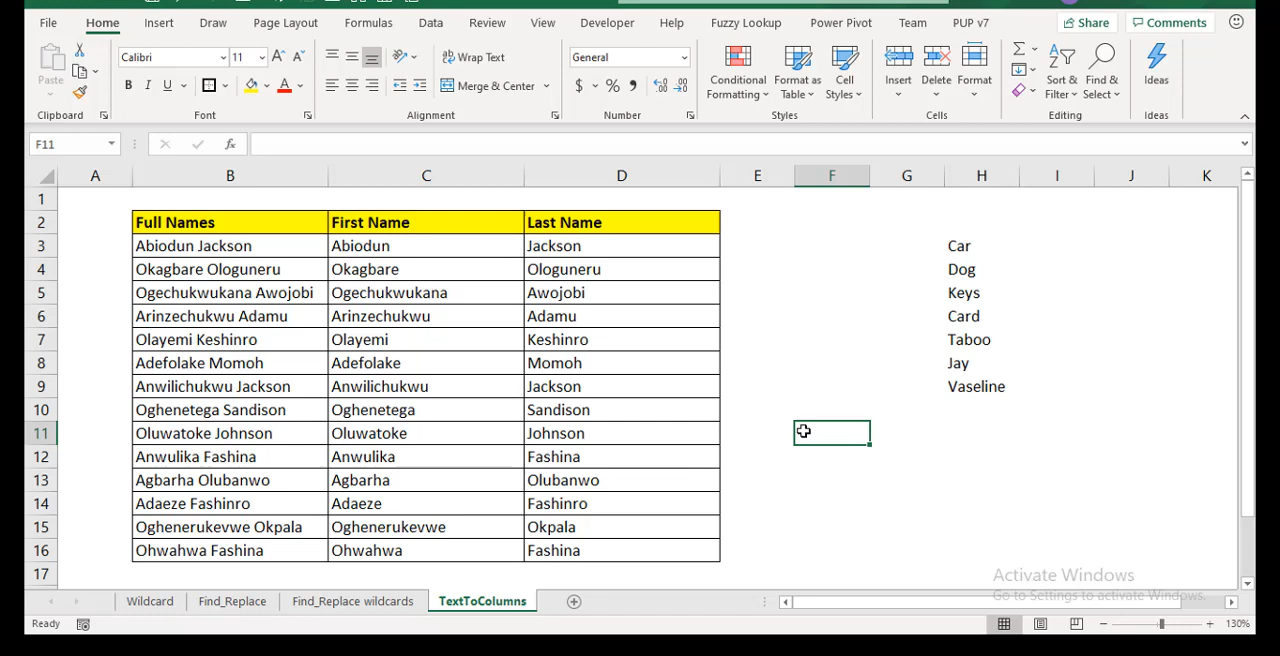 File Home Insert Draw Page Layout Formulas Data Review View Developer Help Fuzzy Lookup Power Pivot Team PUP v7 Share Comments
Calibri 11 Wrap Text General
Paste Merge & Center Conditional Formatting Format as Table Cell Styles Insert Delete Format Sort & Filter Find & Select Ideas
Clipboard Font Alignment Number Styles Cells Editing Ideas
F11 fx
A B C D E F G H I J K
1
2 Full Names First Name Last Name
3 Abiodun Jackson Abiodun Jackson Car
4 Okagbare Ologuneru Okagbare Ologuneru Dog
5 Ogechukwukana Awojobi Ogechukwukana Awojobi Keys
6 Arinzechukwu Adamu Arinzechukwu Adamu Card
7 Olayemi Keshinro Olayemi Keshinro Taboo
8 Adefolake Momoh Adefolake Momoh Jay
9 Anwilichukwu Jackson Anwilichukwu Jackson Vaseline
10 Oghenetega Sandison Oghenetega Sandison
11 Oluwatoke Johnson Oluwatoke Johnson
12 Anwulika Fashina Anwulika Fashina
13 Agbarha Olubanwo Agbarha Olubanwo
14 Adaeze Fashinro Adaeze Fashinro
15 Oghenerukevwe Okpala Oghenerukevwe Okpala
16 Ohwahwa Fashina Ohwahwa Fashina
17
Activate Windows
Go to Settings to activate Windows.
Wildcard Find_Replace Find_Replace wildcards TextToColumns
Ready 130%